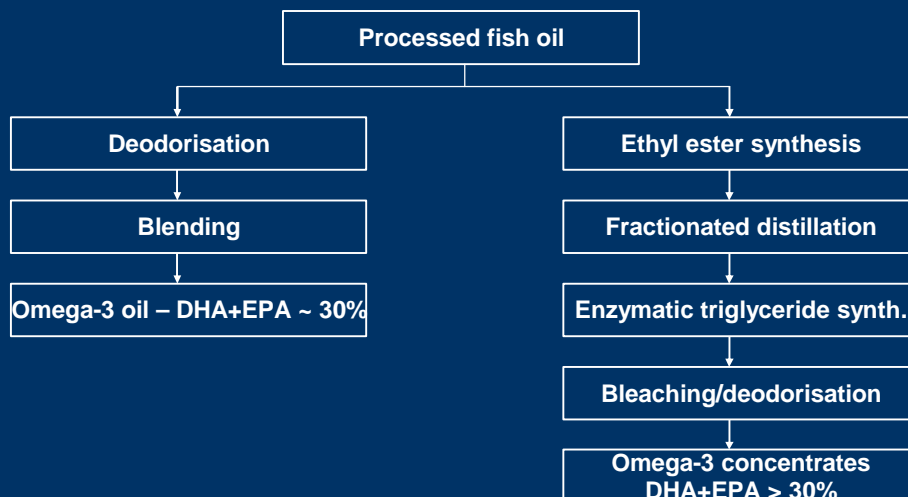 Processed fish oil
Deodorisation
Blending
Omega-3 oil – DHA+EPA ~ 30%
Ethyl ester synthesis
Fractionated distillation
Enzymatic triglyceride synth.
Bleaching/deodorisation
Omega-3 concentrates
DHA+EPA > 30%